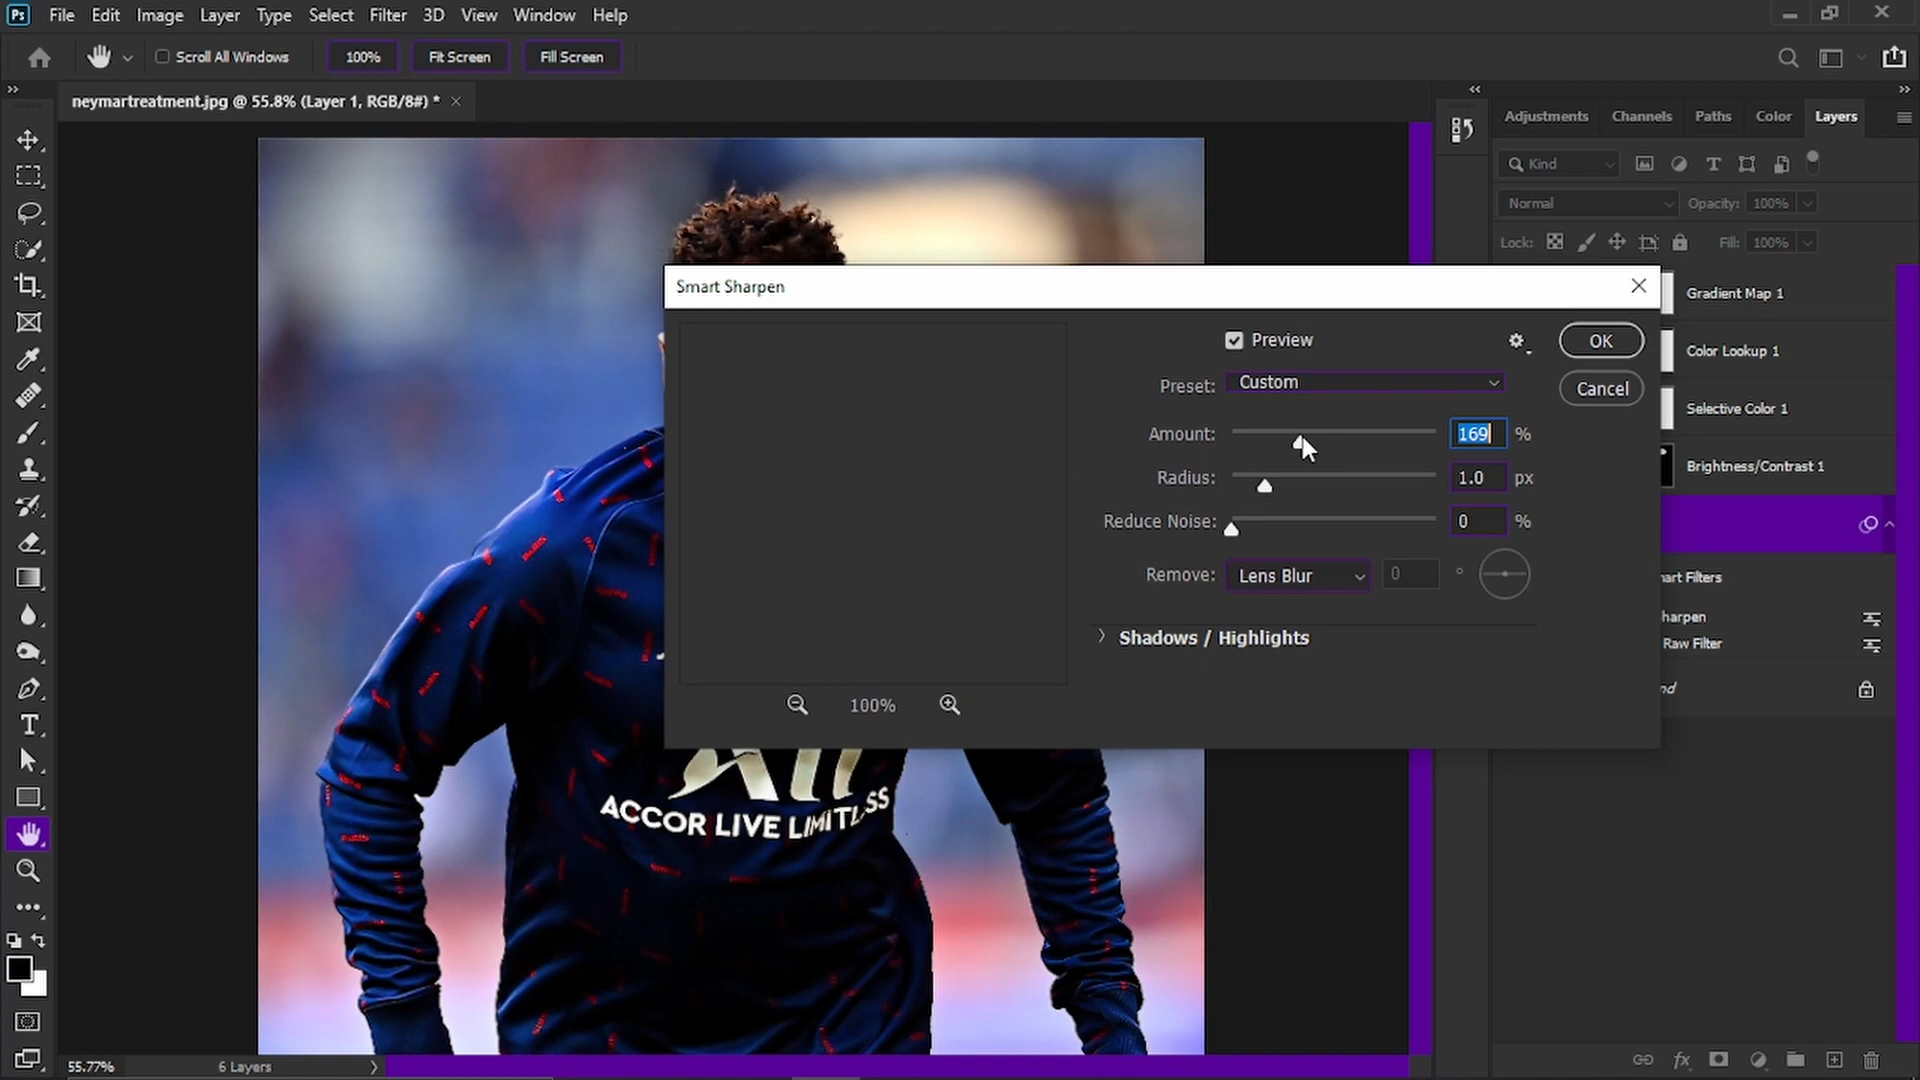 Ps File Edit Image Layer Type Select Filter 3D View Window Help
Scroll All Windows 100% Fit Screen Fill Screen
neymartreatment.jpg @ 55.8% (Layer 1, RGB/8#) *
Adjustments Channels Paths Color Layers
Kind
Normal Opacity: 100%
Lock: Fill: 100%
Smart Sharpen
Gradient Map 1
Preview OK
Color Lookup 1
Preset: Custom Cancel
Selective Color 1
Amount: 169 %
Brightness/Contrast 1
Radius: 1.0 px
Reduce Noise: 0 %
Remove: Lens Blur 0 °
art Filters
harpen
Raw Filter
nd
Shadows / Highlights
100%
PARIS
ACCOR LIVE LIMITLESS
55.77% 6 Layers